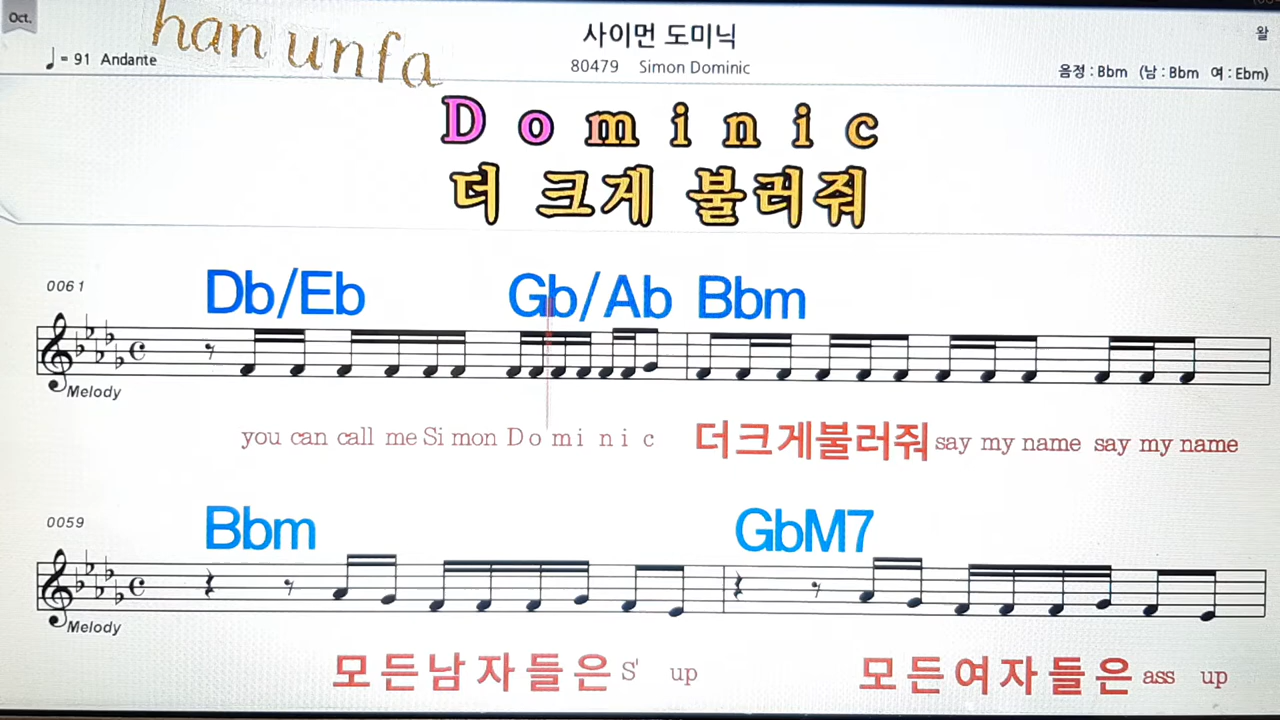 Oct.
han unfa
사이먼 도미닉
왈
♩= 91 Andante
80479 Simon Dominic
음정 : Bbm (남 : Bbm 여 : Ebm)
D o m i n i c
더 크게 불러줘
0061
Db/Eb Gb/Ab Bbm
Melody
you can call me Si mon D o m i n i c 더크게불러줘 say my name say my name
0059
Bbm GbM7
Melody
모든남자들은 S' up 모든여자들은 ass up